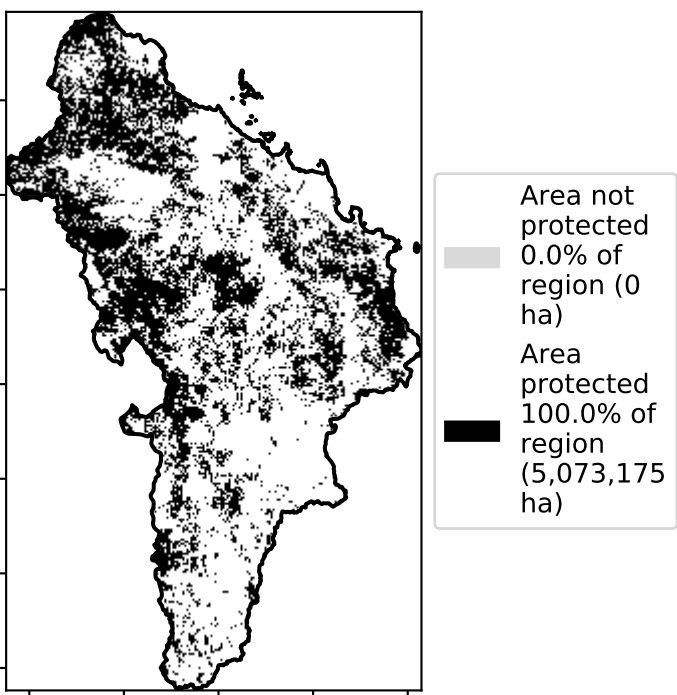 Area not
protected
0.0% of
region (0
ha)
Area
protected
100.0% of
region
(5,073,175
ha)